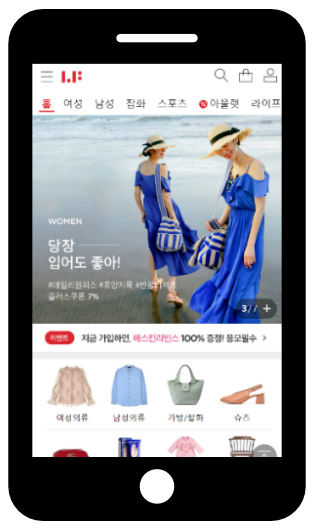 LF
홈 여성 남성 잡화 스포츠 % 아울렛 라이프
WOMEN
당장
입어도 좋아!
#데일리원피스 #휴양지룩
플러스쿠폰 7%
3/7 +
이벤트 지금 가입하면, 배스킨라빈스 100% 증정! 응모필수 >
여성의류 남성의류 가방/잡화 슈즈